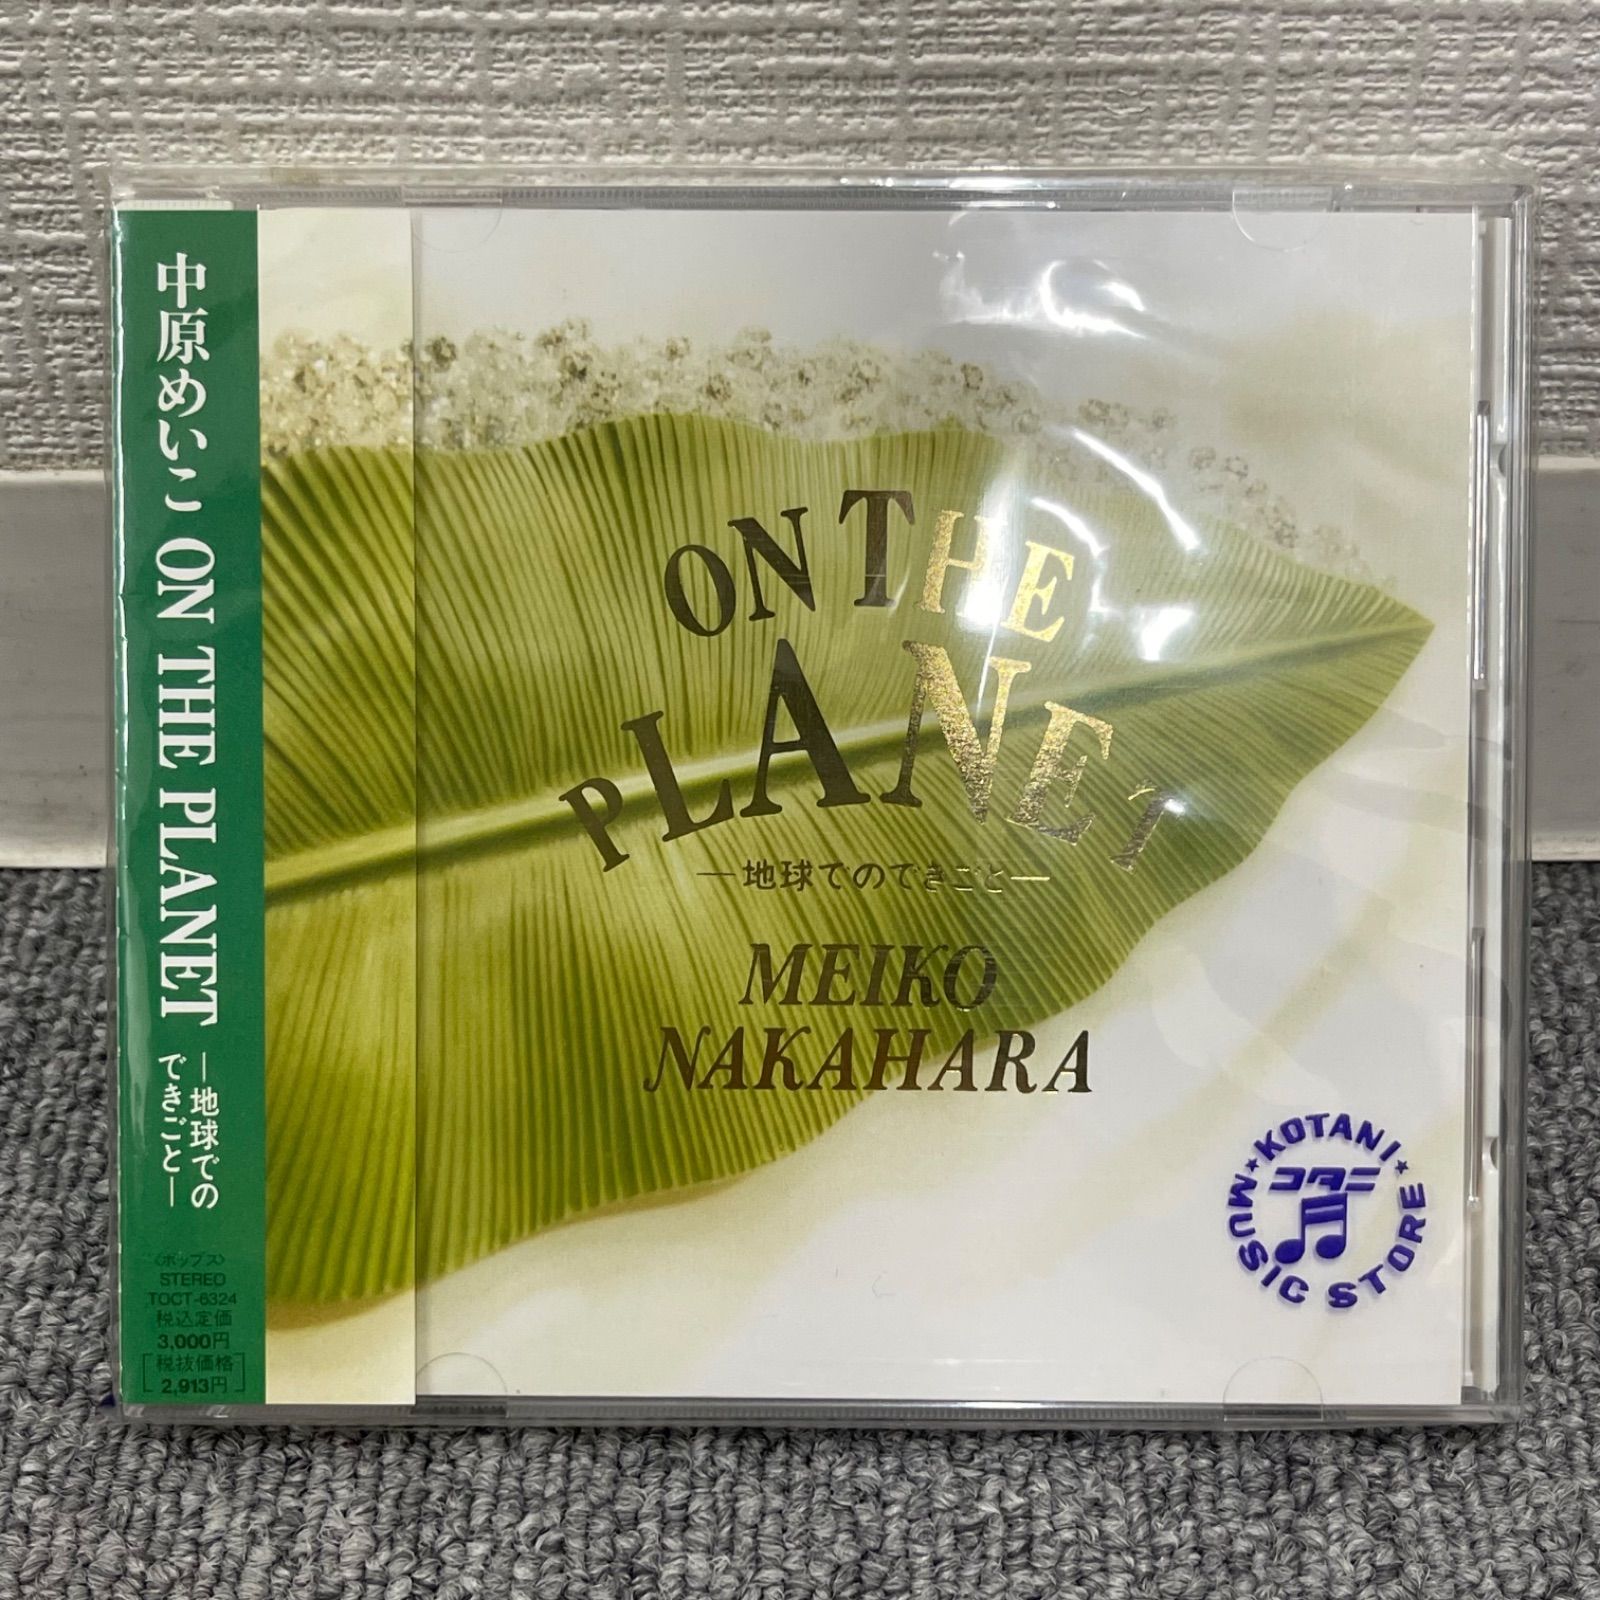 中原めいこ ON THE PLANET
―地球での
できごと―
〈ポップス〉
STEREO
TOCT-6324
税込定価
3,000円
税抜価格
2,913円
ON THE
PLANET
―地球でのできごと―
MEIKO
NAKAHARA
★KOTANI★
コタニ
MUSIC STORE